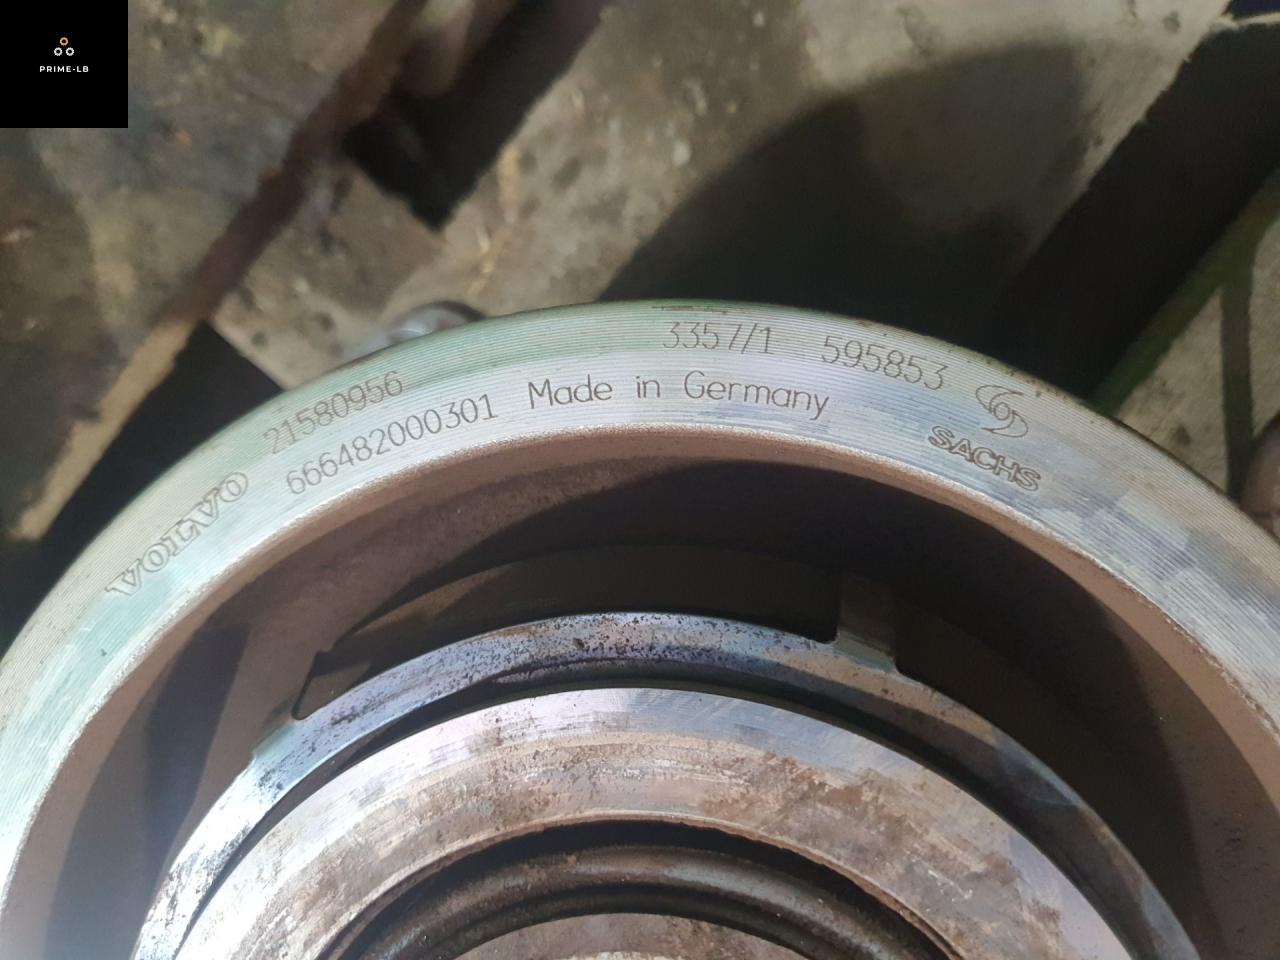 PRIME-LB
3357/1 595853
VOLVO 21580956
666482000301 Made in Germany
SACHS